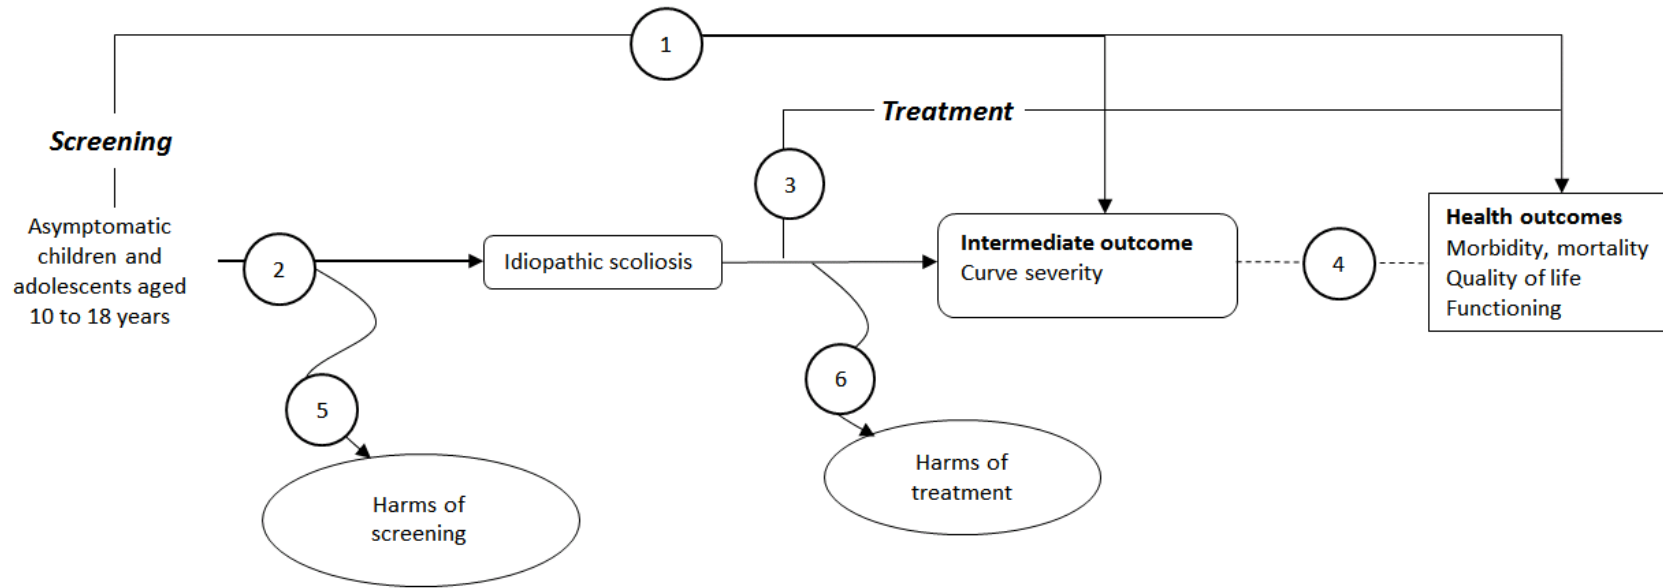 1
Treatment
Screening
3
Asymptomatic
children and
adolescents aged
10 to 18 years
2
Idiopathic scoliosis
Intermediate outcome
Curve severity
4
Health outcomes
Morbidity, mortality
Quality of life
Functioning
5
6
Harms of
screening
Harms of
treatment